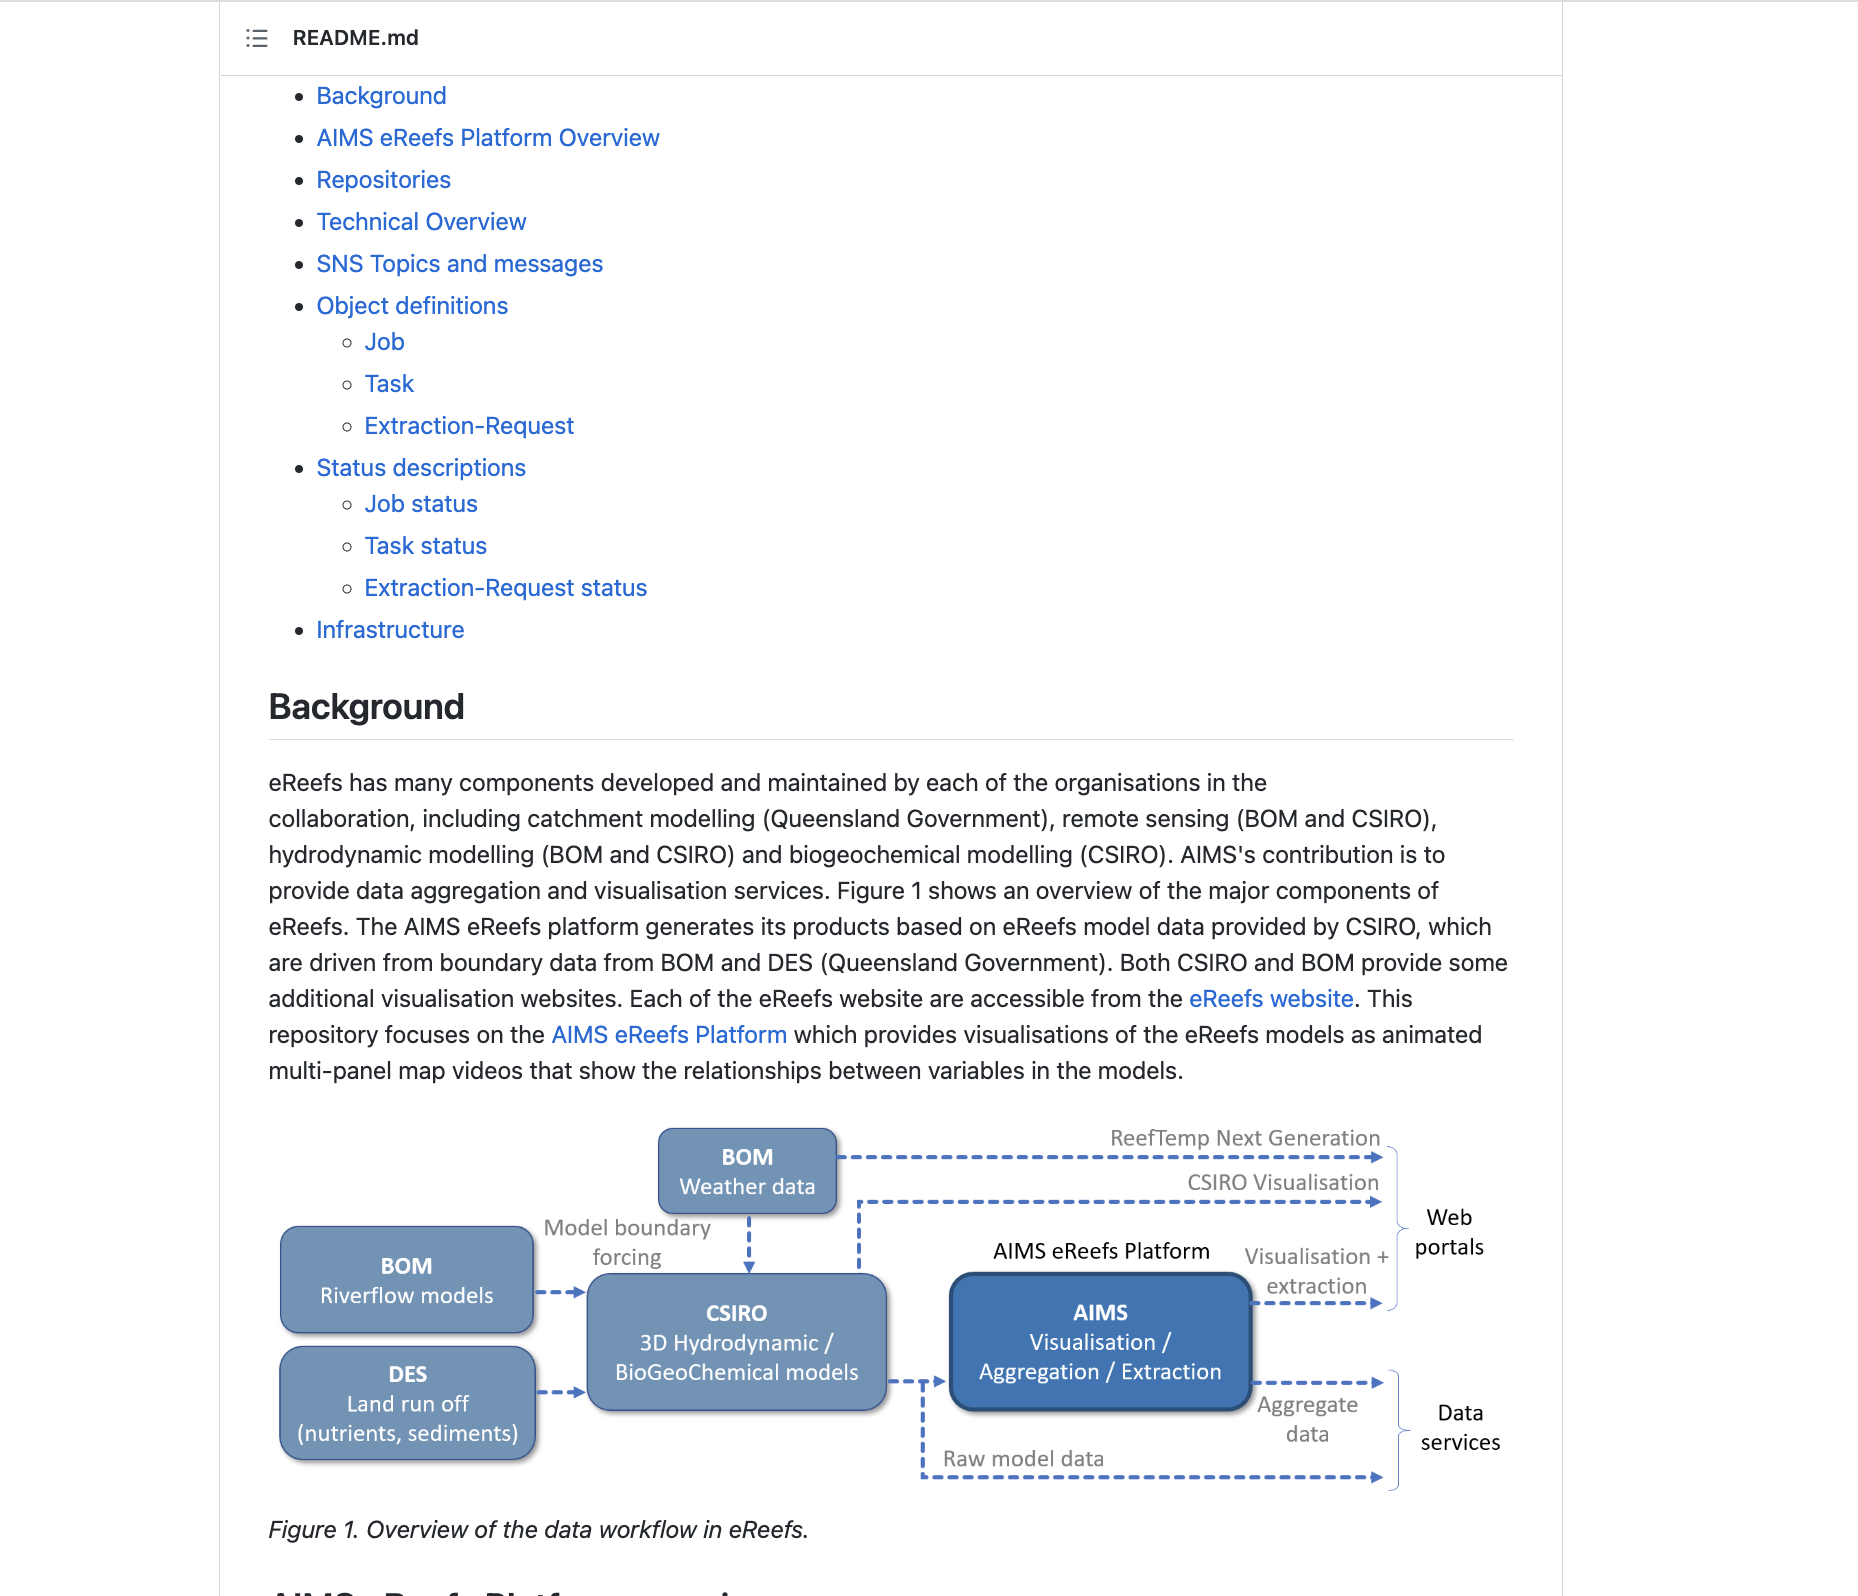 README.md
Background
AIMS eReefs Platform Overview
Repositories
Technical Overview
SNS Topics and messages
Object definitions
Job
Task
Extraction-Request
Status descriptions
Job status
Task status
Extraction-Request status
Infrastructure
Background
eReefs has many components developed and maintained by each of the organisations in the
collaboration, including catchment modelling (Queensland Government), remote sensing (BOM and CSIRO),
hydrodynamic modelling (BOM and CSIRO) and biogeochemical modelling (CSIRO). AIMS's contribution is to
provide data aggregation and visualisation services. Figure 1 shows an overview of the major components of
eReefs. The AIMS eReefs platform generates its products based on eReefs model data provided by CSIRO, which
are driven from boundary data from BOM and DES (Queensland Government). Both CSIRO and BOM provide some
additional visualisation websites. Each of the eReefs website are accessible from the eReefs website. This
repository focuses on the AIMS eReefs Platform which provides visualisations of the eReefs models as animated
multi-panel map videos that show the relationships between variables in the models.
BOM
Weather data
ReefTemp Next Generation
CSIRO Visualisation
Web
portals
Model boundary
forcing
BOM
Riverflow models
AIMS eReefs Platform
Visualisation +
extraction
CSIRO
3D Hydrodynamic /
BioGeoChemical models
AIMS
Visualisation /
Aggregation / Extraction
DES
Land run off
(nutrients, sediments)
Aggregate
data
Data
services
Raw model data
Figure 1. Overview of the data workflow in eReefs.